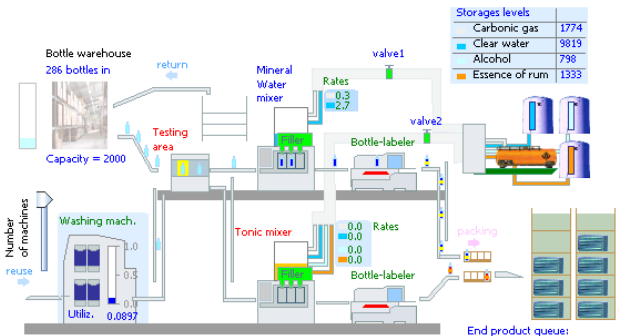 Storages levels
Carbonic gas 1774
Clear water 9819
Alcohol 798
Essence of rum 1333
Bottle warehouse
286 bottles in
return
Capacity = 2000
Testing
area
Mineral
Water
mixer
Rates
0.3
2.7
Filler
valve1
valve2
Bottle-labeler
Number
of machines
reuse
Washing mach.
1.0
0.5
0.0
Utiliz.
0.0897
Tonic mixer
0.0
0.0
0.0
0.0
Rates
Filler
Bottle-labeler
packing
End product queue: